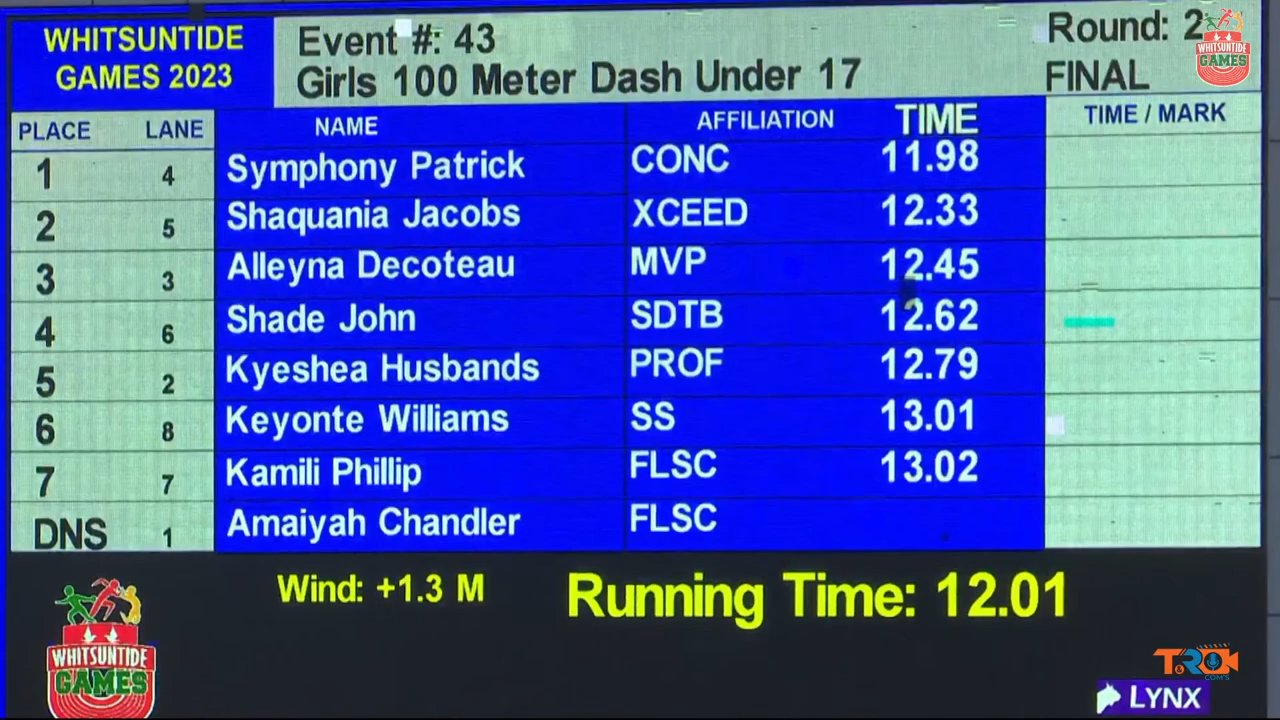 WHITSUNTIDE
GAMES 2023
Event #: 43
Girls 100 Meter Dash Under 17
Round: 2
FINAL
WHITSUNTIDE
GAMES
PLACE LANE NAME AFFILIATION TIME TIME / MARK
1 4 Symphony Patrick CONC 11.98
2 5 Shaquania Jacobs XCEED 12.33
3 3 Alleyna Decoteau MVP 12.45
4 6 Shade John SDTB 12.62
5 2 Kyeshea Husbands PROF 12.79
6 8 Keyonte Williams SS 13.01
7 7 Kamili Phillip FLSC 13.02
DNS 1 Amaiyah Chandler FLSC
Wind: +1.3 M Running Time: 12.01
WHITSUNTIDE
GAMES
T&RO
COM'S
LYNX